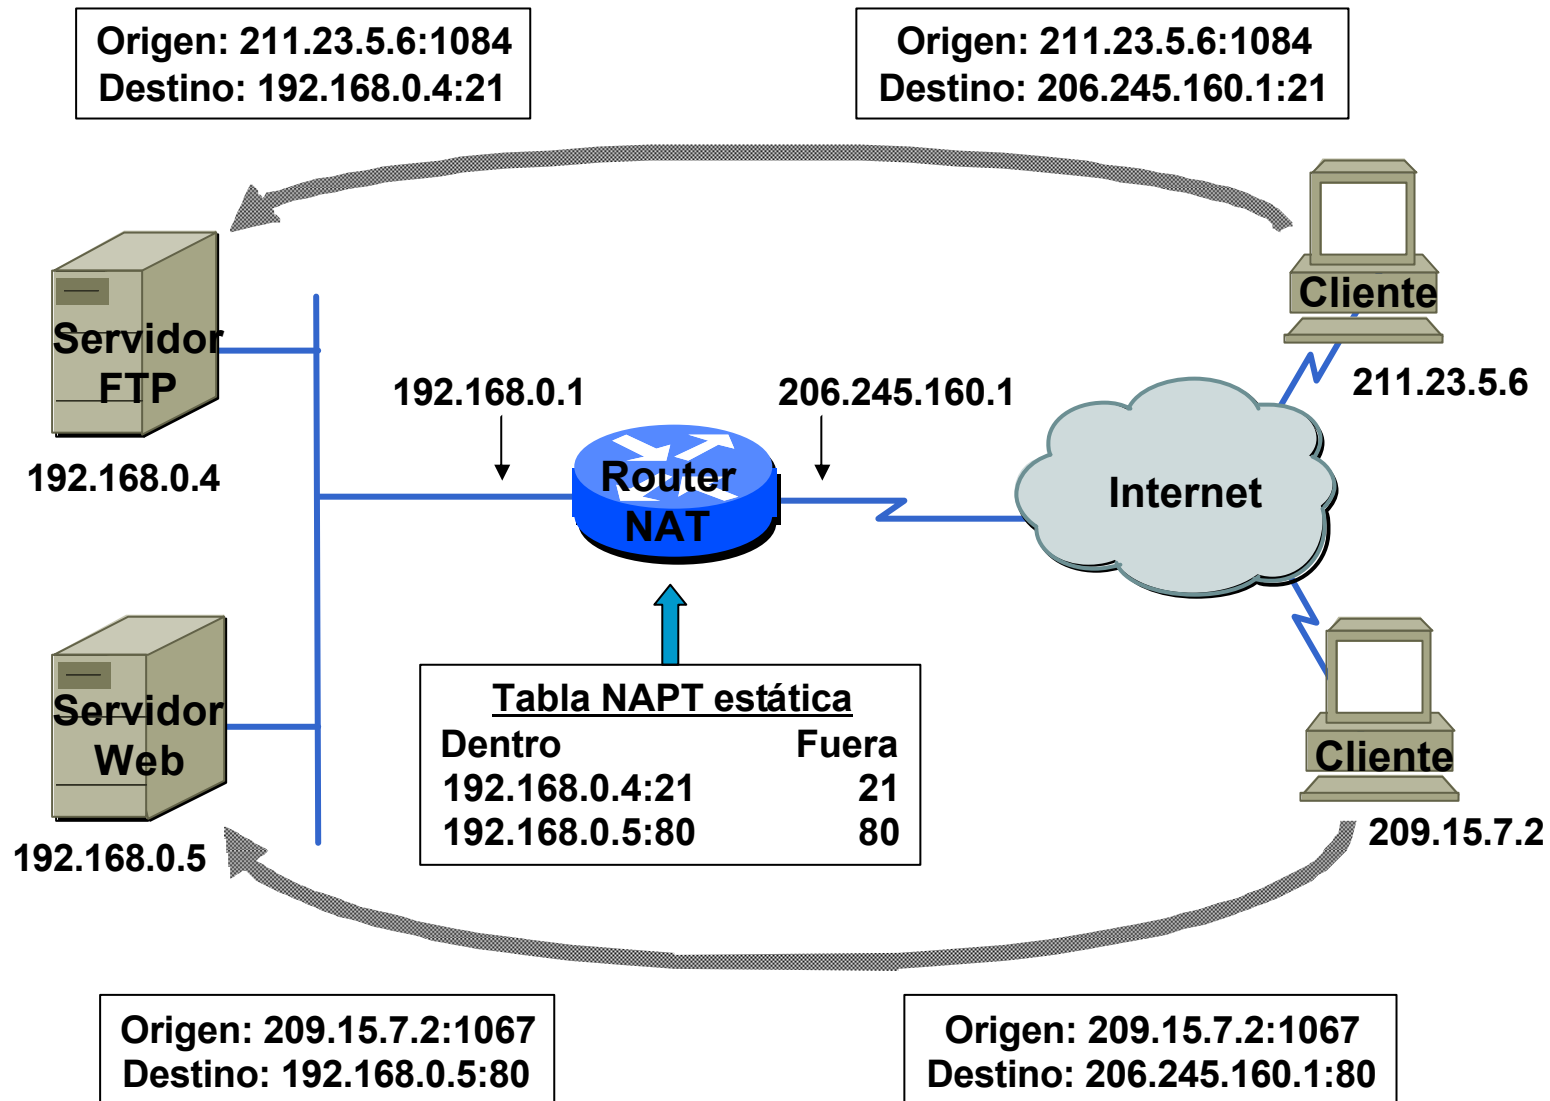 Origen: 211.23.5.6:1084
Destino: 192.168.0.4:21
Origen: 211.23.5.6:1084
Destino: 206.245.160.1:21
Cliente
211.23.5.6
Servidor
FTP
192.168.0.4
192.168.0.1
206.245.160.1
Router
NAT
Internet
Tabla NAPT estática
Dentro Fuera
192.168.0.4:21 21
192.168.0.5:80 80
Servidor
Web
192.168.0.5
Cliente
209.15.7.2
Origen: 209.15.7.2:1067
Destino: 192.168.0.5:80
Origen: 209.15.7.2:1067
Destino: 206.245.160.1:80